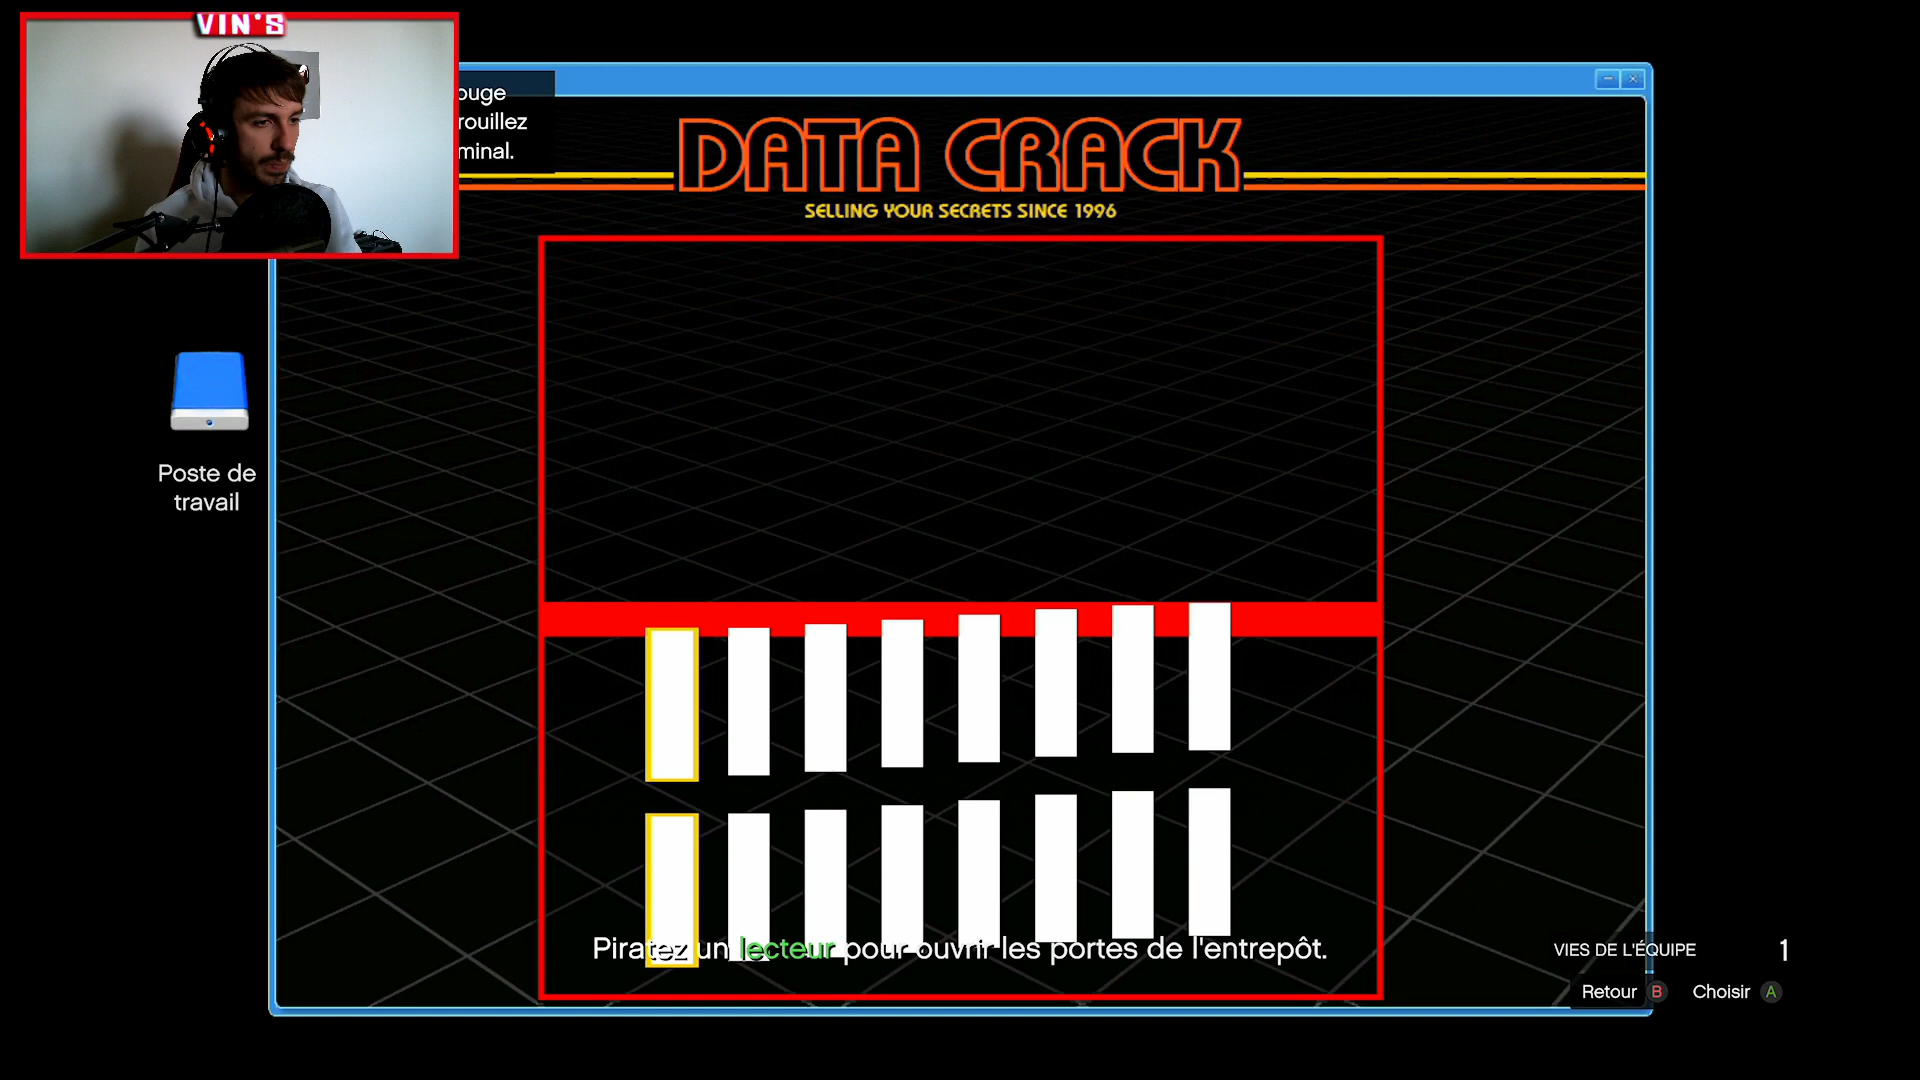 VIN'S
ouge
rouillez
minal.
DATA CRACK
SELLING YOUR SECRETS SINCE 1996
Poste de
travail
Piratez un lecteur pour ouvrir les portes de l'entrepôt.
VIES DE L'ÉQUIPE 1
Retour B Choisir A